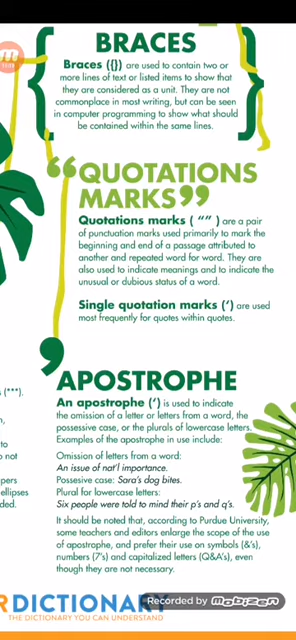 BRACES
Braces ({}) are used to contain two or
more lines of text or listed items to show that
they are considered as a unit. They are not
commonplace in most writing, but can be seen
in computer programming to show what should
be contained within the same lines.
“QUOTATIONS
MARKS”
Quotations marks ( “” ) are a pair
of punctuation marks used primarily to mark the
beginning and end of a passage attributed to
another and repeated word for word. They are
also used to indicate meanings and to indicate the
unusual or dubious status of a word.
Single quotation marks (‘) are used
most frequently for quotes within quotes.
(***).
to
not
pers
ellipses
ded.
APOSTROPHE
An apostrophe (‘) is used to indicate
the omission of a letter or letters from a word, the
possessive case, or the plurals of lowercase letters.
Examples of the apostrophe in use include:
Omission of letters from a word:
An issue of nat’l importance.
Possesive case: Sara’s dog bites.
Plural for lowercase letters:
Six people were told to mind their p’s and q’s.
It should be noted that, according to Purdue University,
some teachers and editors enlarge the scope of the use
of apostrophe, and prefer their use on symbols (&’s),
numbers (7’s) and capitalized letters (Q&A’s), even
though they are not necessary.
RDICTIONARY
THE DICTIONARY YOU CAN UNDERSTAND
Recorded by Mobizen